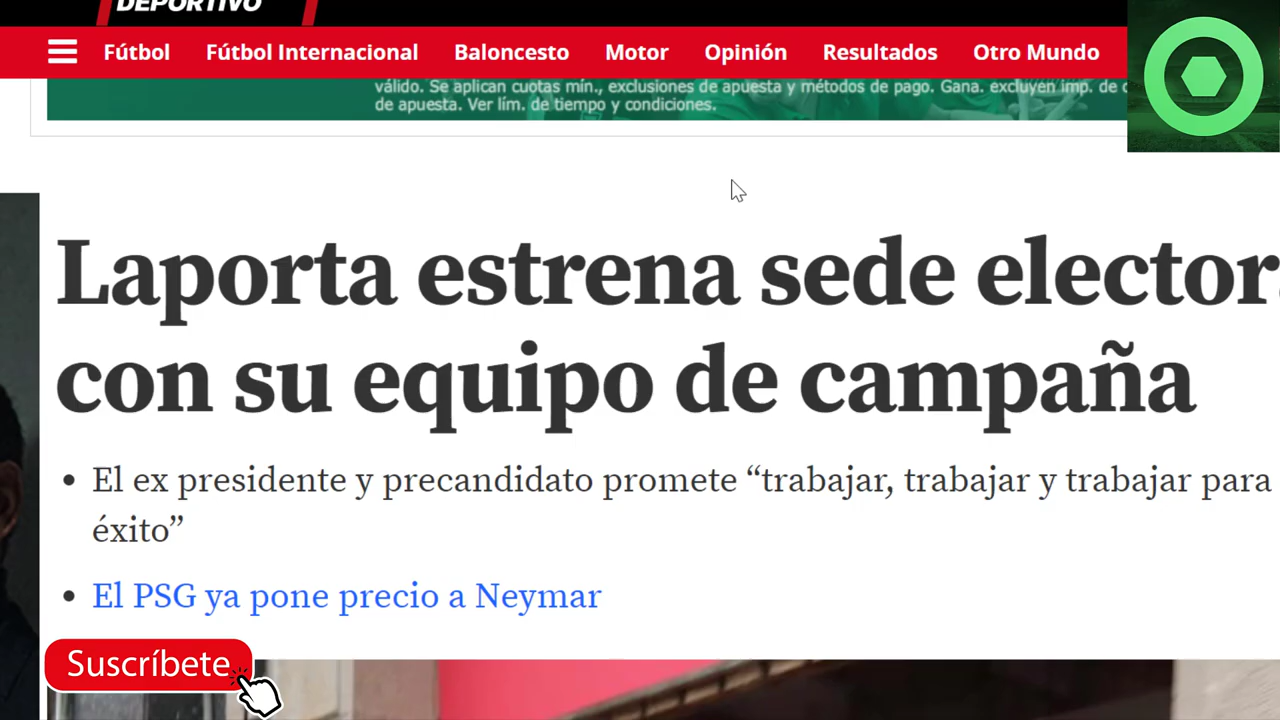 DEPORTIVO
Fútbol Fútbol Internacional Baloncesto Motor Opinión Resultados Otro Mundo
válido. Se aplican cuotas mín., exclusiones de apuesta y métodos de pago. Gana. excluyen imp. de
de apuesta. Ver lím. de tiempo y condiciones.
Laporta estrena sede
con su equipo de campaña
El ex presidente y precandidato promete “trabajar, trabajar y trabajar para
éxito”
El PSG ya pone precio a Neymar
Suscríbete